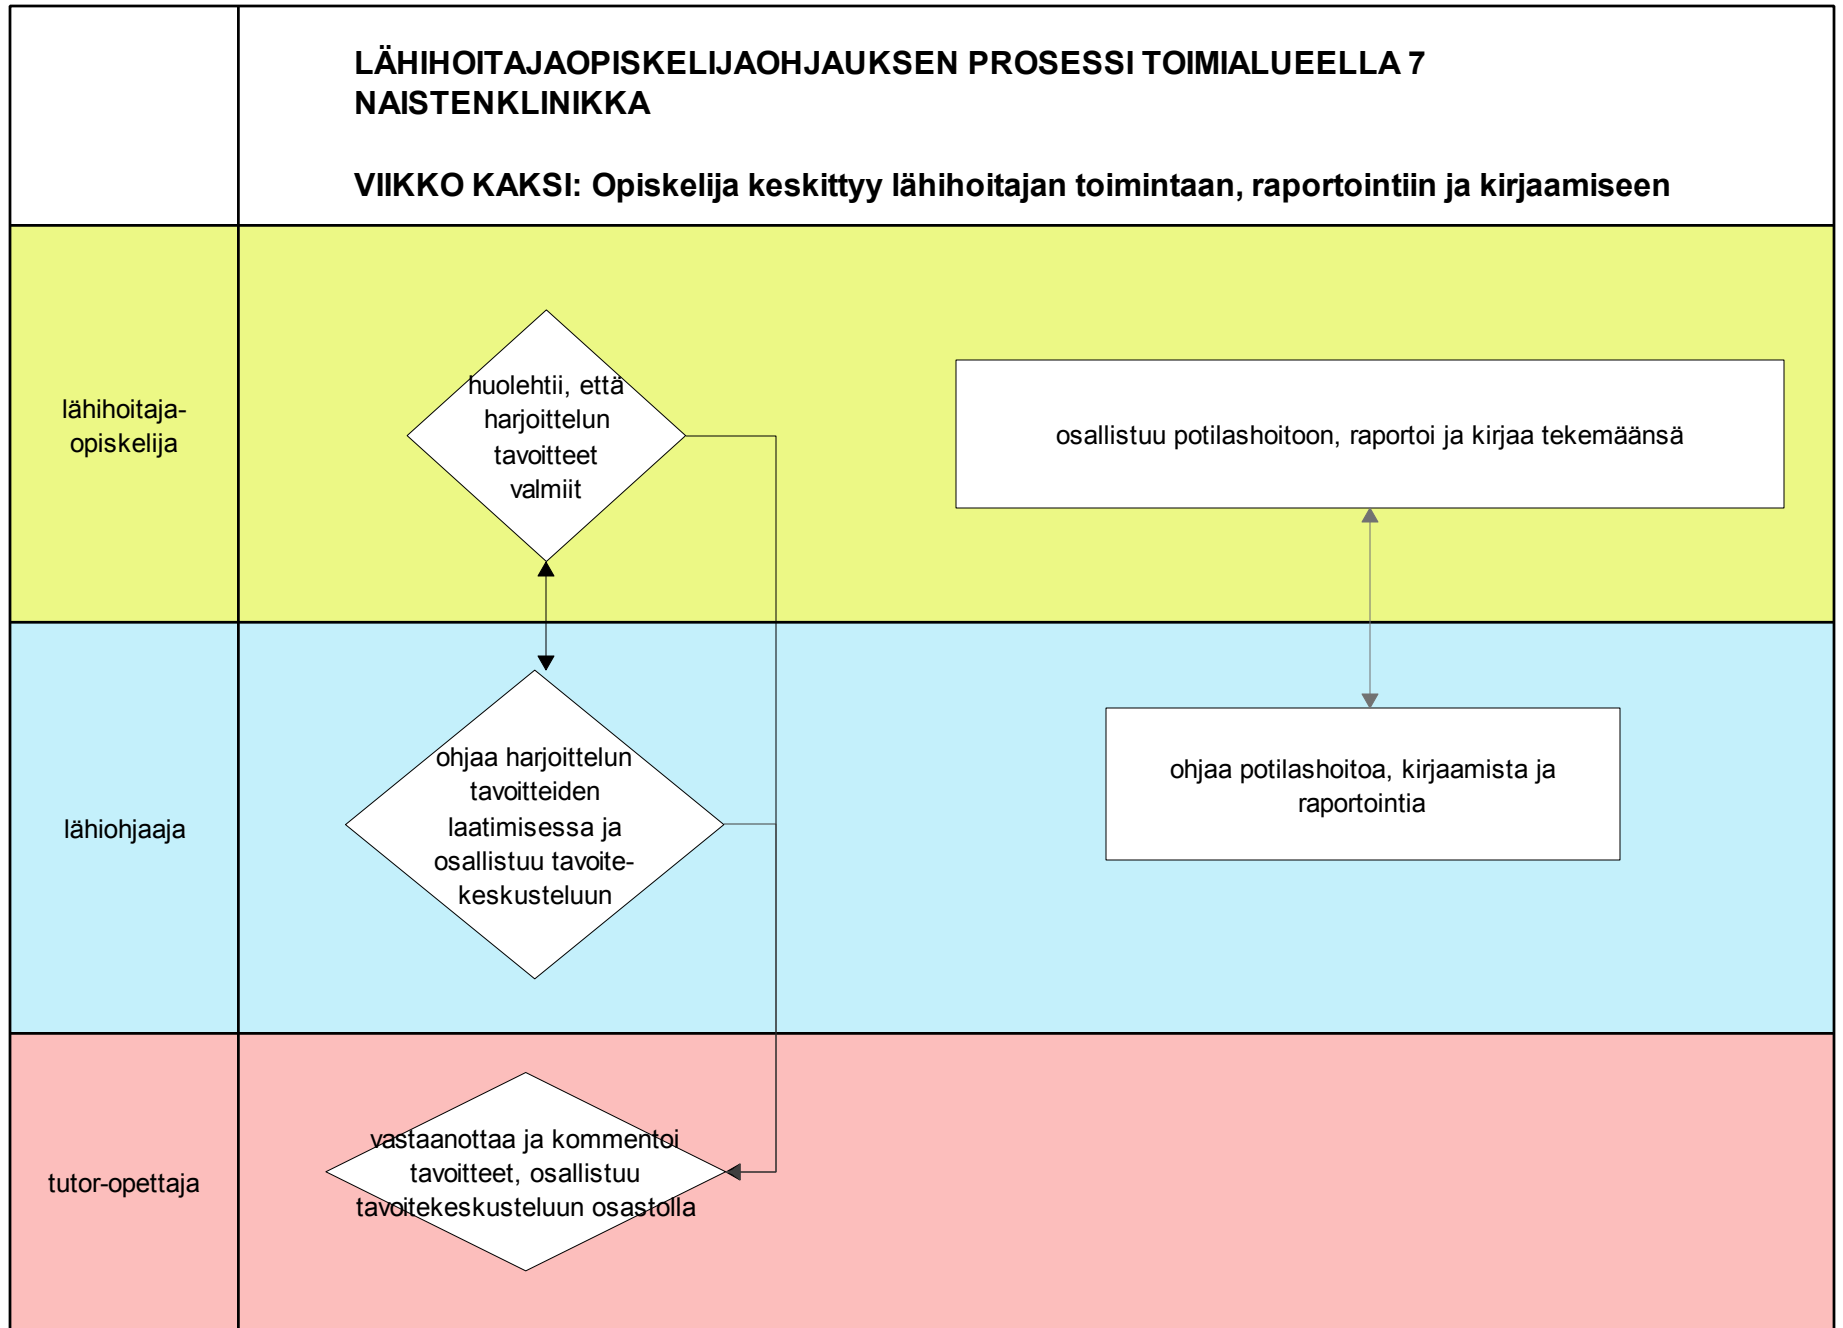 LÄHIHOITAJAOPISKELIJAOHJAUKSEN PROSESSI TOIMIALUEELLA 7
NAISTENKLINIKKA
VIIKKO KAKSI: Opiskelija keskittyy lähihoitajan toimintaan, raportointiin ja kirjaamiseen
lähihoitaja-
opiskelija
huolehtii, että
harjoittelun
tavoitteet
valmiit
osallistuu potilashoitoon, raportoi ja kirjaa tekemäänsä
lähiohjaaja
ohjaa harjoittelun
tavoitteiden
laatimisessa ja
osallistuu tavoite-
keskusteluun
ohjaa potilashoitoa, kirjaamista ja
raportointia
tutor-opettaja
vastaanottaa ja kommentoi
tavoitteet, osallistuu
tavoitekeskusteluun osastolla